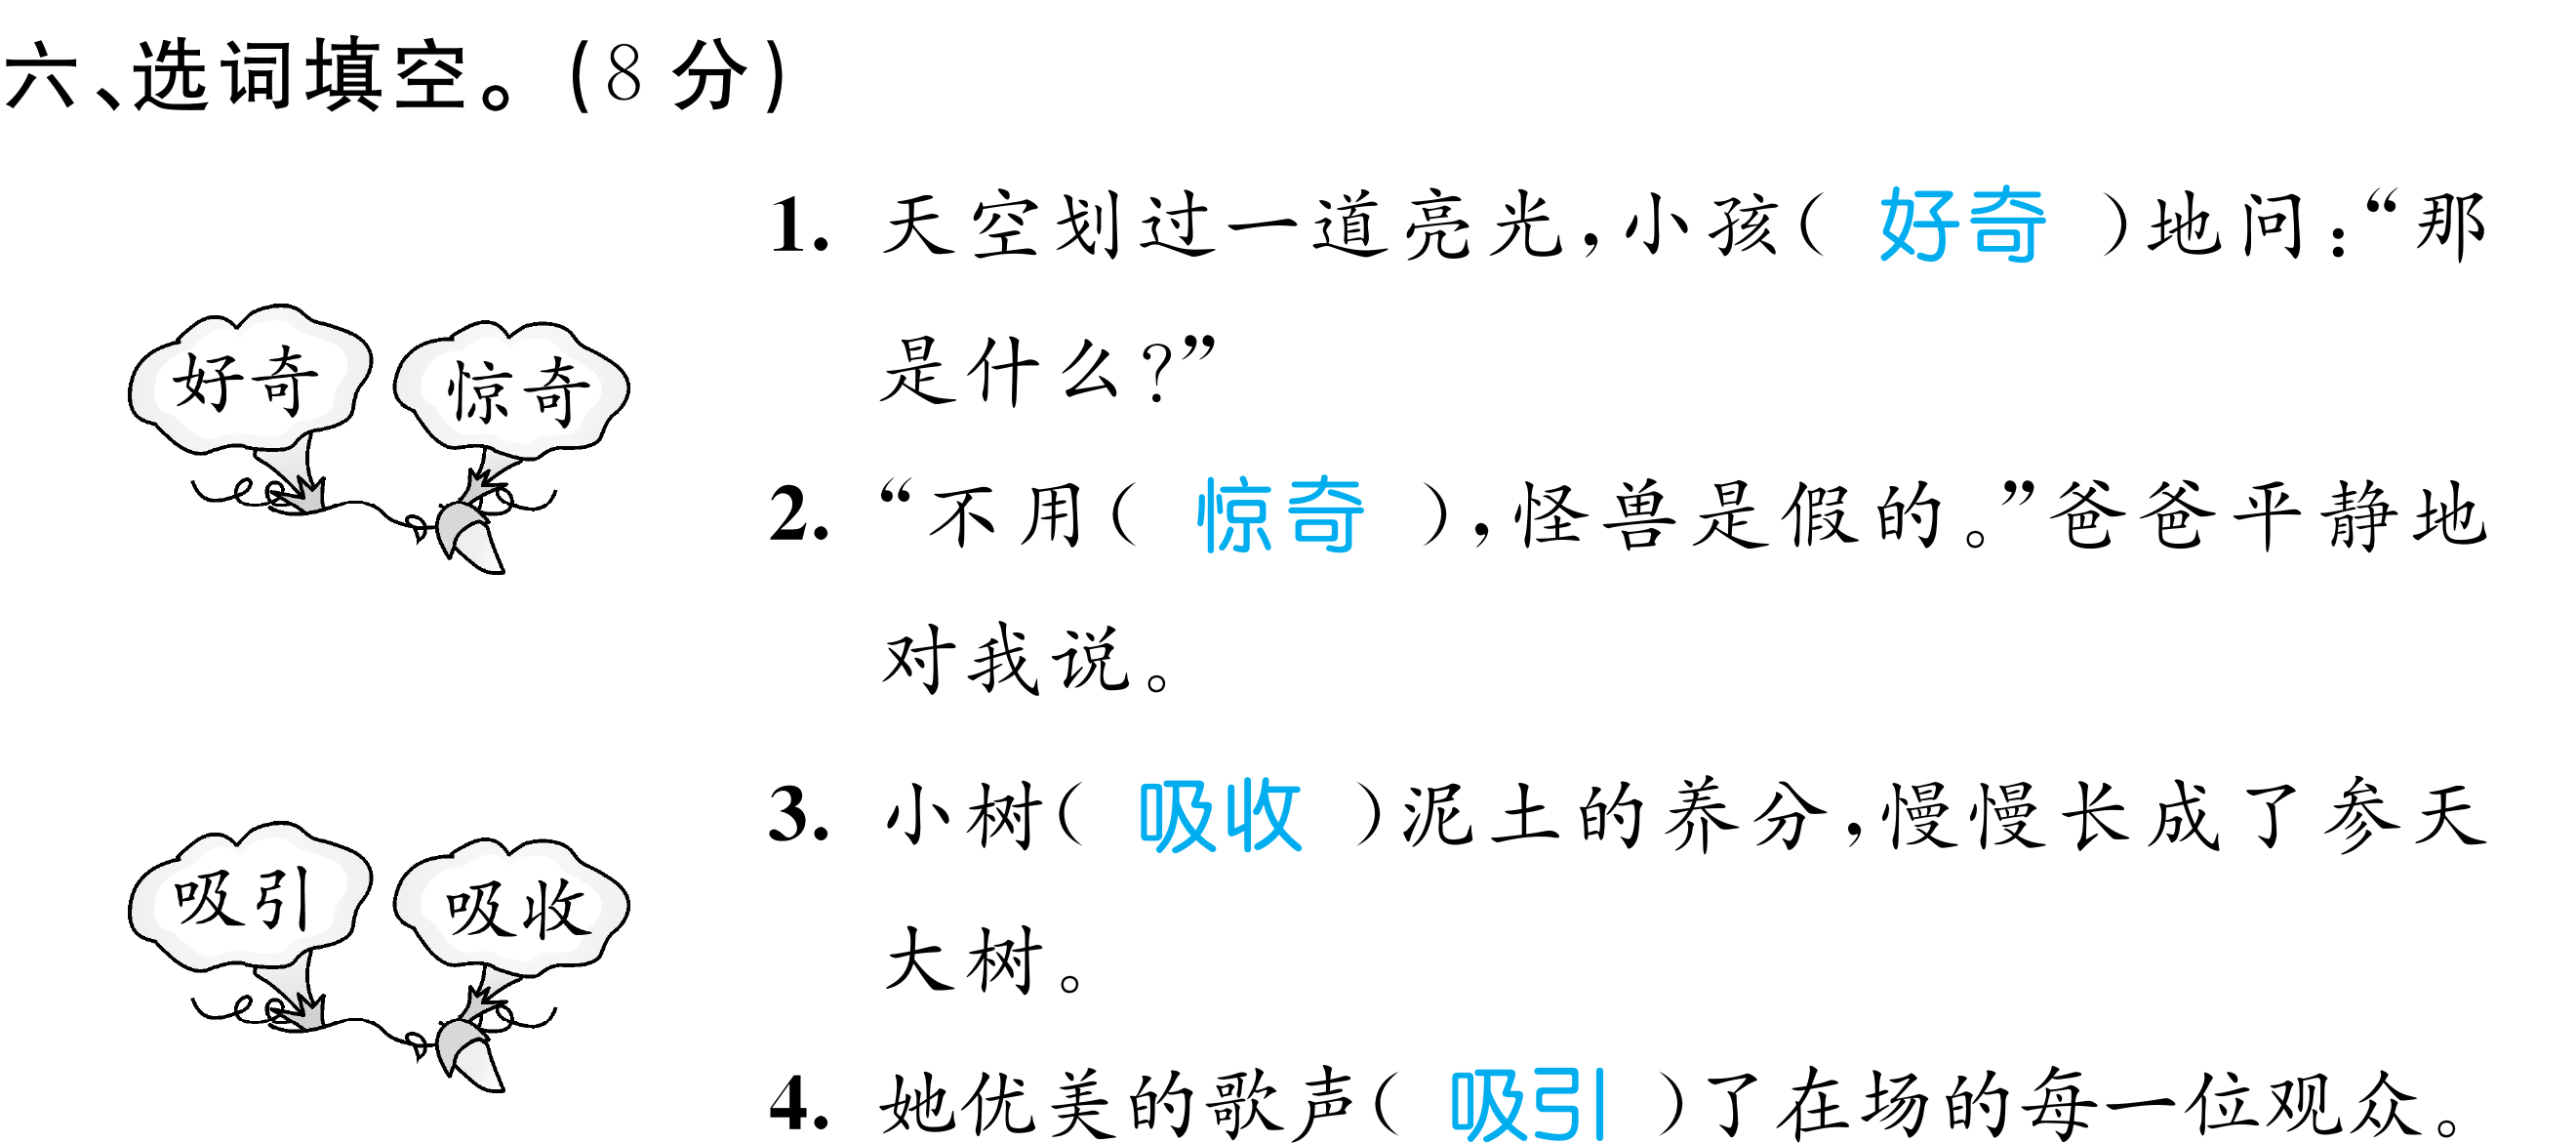 六、选词填空。(8 分)
好奇 惊奇
1. 天空划过一道亮光,小孩( 好奇 )地问:“那
是什么?”
2. “不用( 惊奇 ),怪兽是假的。”爸爸平静地
对我说。
吸引 吸收
3. 小树( 吸收 )泥土的养分,慢慢长成了参天
大树。
4. 她优美的歌声( 吸引 )了在场的每一位观众。